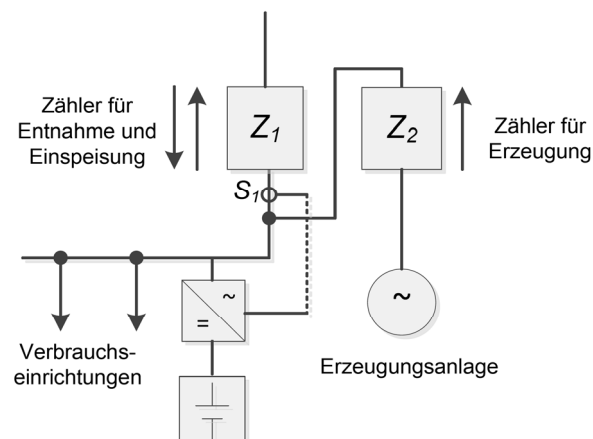 Zähler für
Entnahme und
Einspeisung
Z1
Z2
Zähler für
Erzeugung
S1
~
~
=
Verbrauchs-
einrichtungen
Erzeugungsanlage